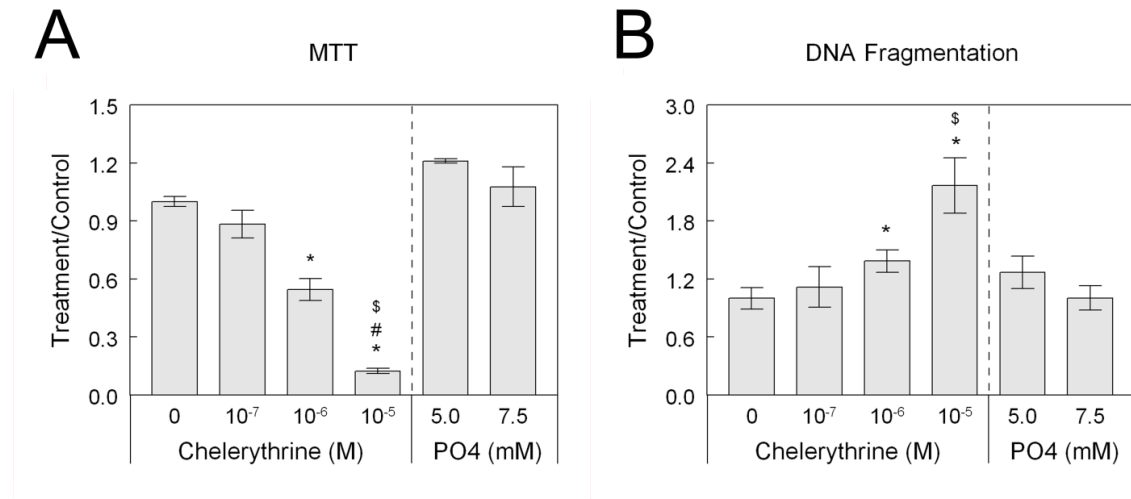 A
MTT
Treatment/Control
1.5
1.2
0.9
0.6
0.3
0.0
*
$
#
*
0 10⁻⁷ 10⁻⁶ 10⁻⁵ 5.0 7.5
Chelerythrine (M) PO4 (mM)
B
DNA Fragmentation
Treatment/Control
3.0
2.4
1.8
1.2
0.6
0.0
*
$
*
0 10⁻⁷ 10⁻⁶ 10⁻⁵ 5.0 7.5
Chelerythrine (M) PO4 (mM)